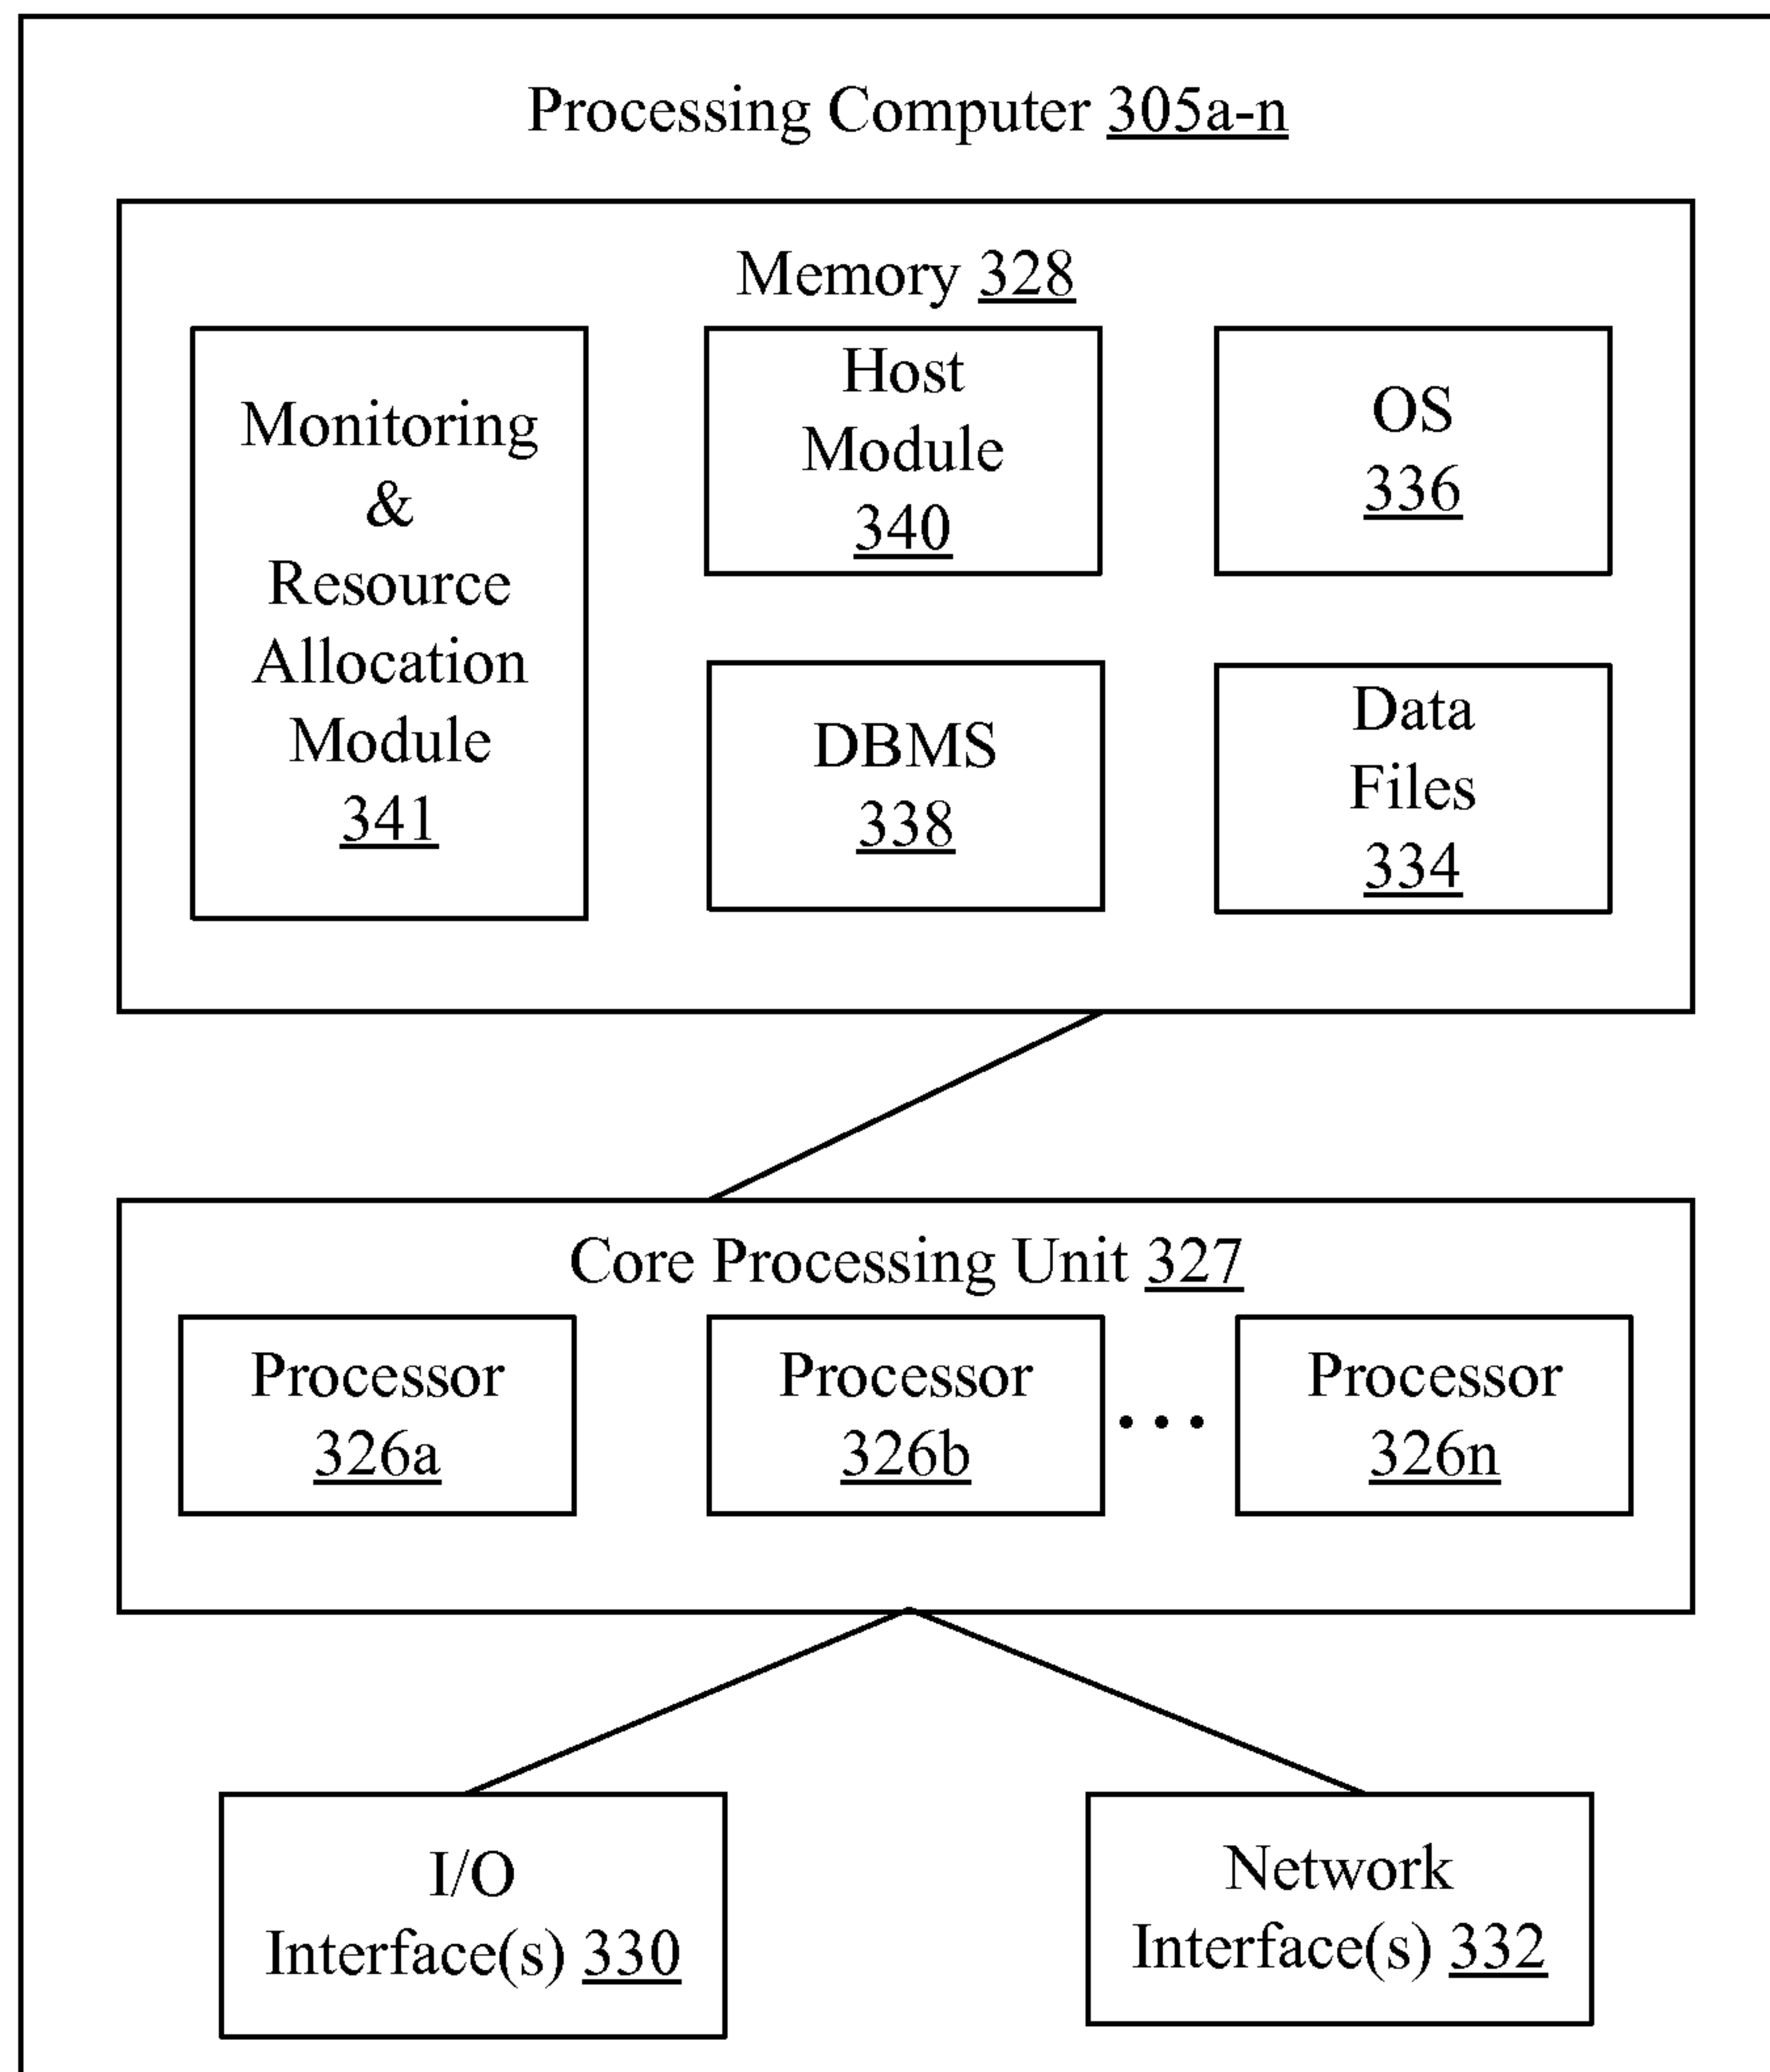 Processing Computer 305a-n
Memory 328
Monitoring
&
Resource
Allocation
Module
341
Host
Module
340
OS
336
DBMS
338
Data
Files
334
Core Processing Unit 327
Processor
326a
Processor
326b
...
Processor
326n
I/O
Interface(s) 330
Network
Interface(s) 332